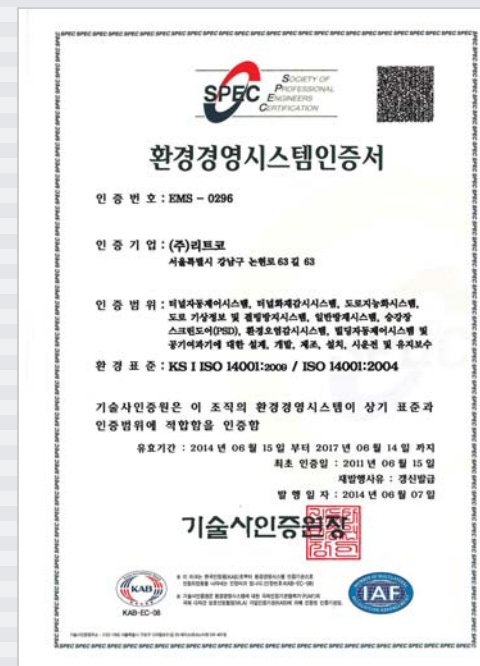 SPEC
SOCIETY OF
PROFESSIONAL
ENGINEERS
CERTIFICATION
환경경영시스템인증서
인 증 번 호 : EMS - 0296
인 증 기 업 : (주)리트코
서울특별시 강남구 논현로 63 길 63
인 증 범 위 : 터널자동제어시스템, 터널화재감시시스템, 도로지능화시스템,
도로 기상정보 및 결빙방지시스템, 일반방재시스템, 승강장
스크린도어(PSD), 환경오염감시시스템, 빌딩자동제어시스템 및
공기여과기에 대한 설계, 개발, 제조, 설치, 시운전 및 유지보수
환 경 표 준 : KS I ISO 14001:2009 / ISO 14001:2004
기술사인증원은 이 조직의 환경경영시스템이 상기 표준과
인증범위에 적합함을 인증함
유효기간 : 2014 년 06 월 15 일 부터 2017 년 06 월 14 일 까지
최초 인증일 : 2011 년 06 월 15 일
재발행사유 : 갱신발급
발 행 일 자 : 2014 년 06 월 07 일
기술사인증원장
KAB
KAB-EC-08
IAF